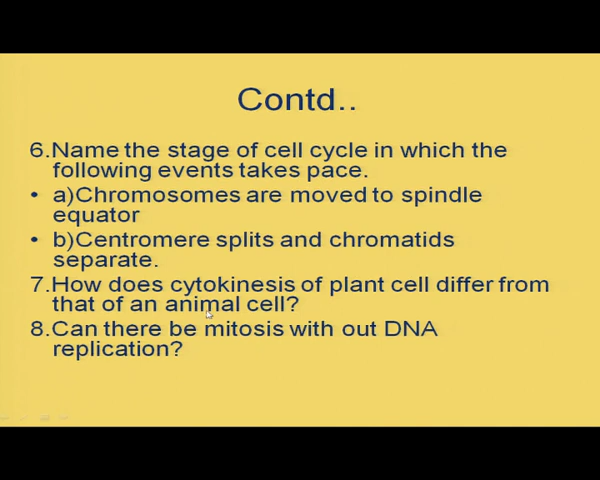 Contd..
6.Name the stage of cell cycle in which the
following events takes pace.
• a)Chromosomes are moved to spindle
equator
• b)Centromere splits and chromatids
separate.
7.How does cytokinesis of plant cell differ from
that of an animal cell?
8.Can there be mitosis with out DNA
replication?